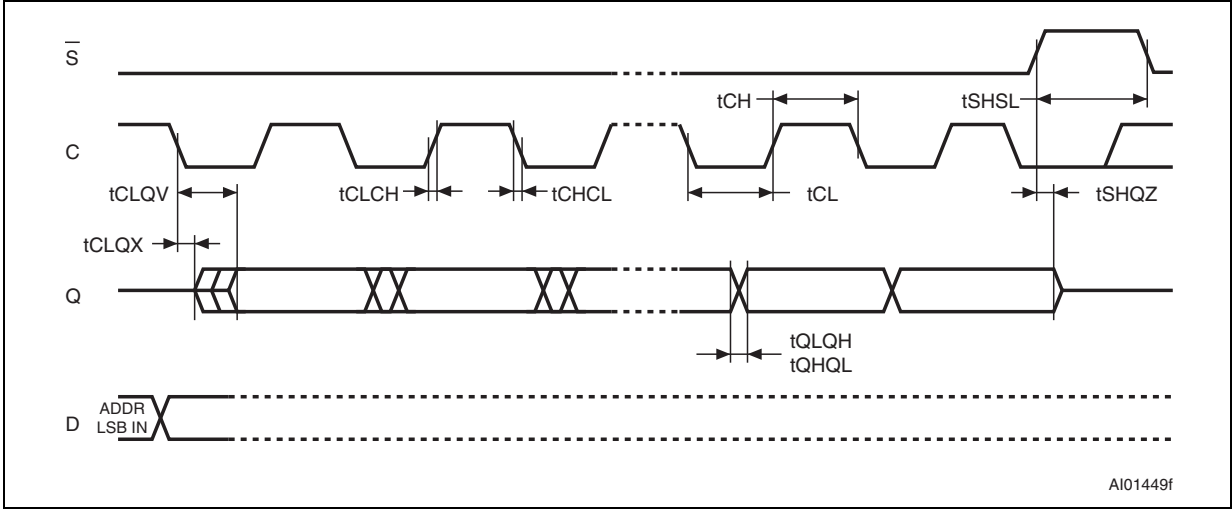 S
tCH
tSHSL
C
tCLQV
tCLCH
tCHCL
tCL
tSHQZ
tCLQX
Q
tQLQH
tQHQL
D
ADDR
LSB IN
AI01449f